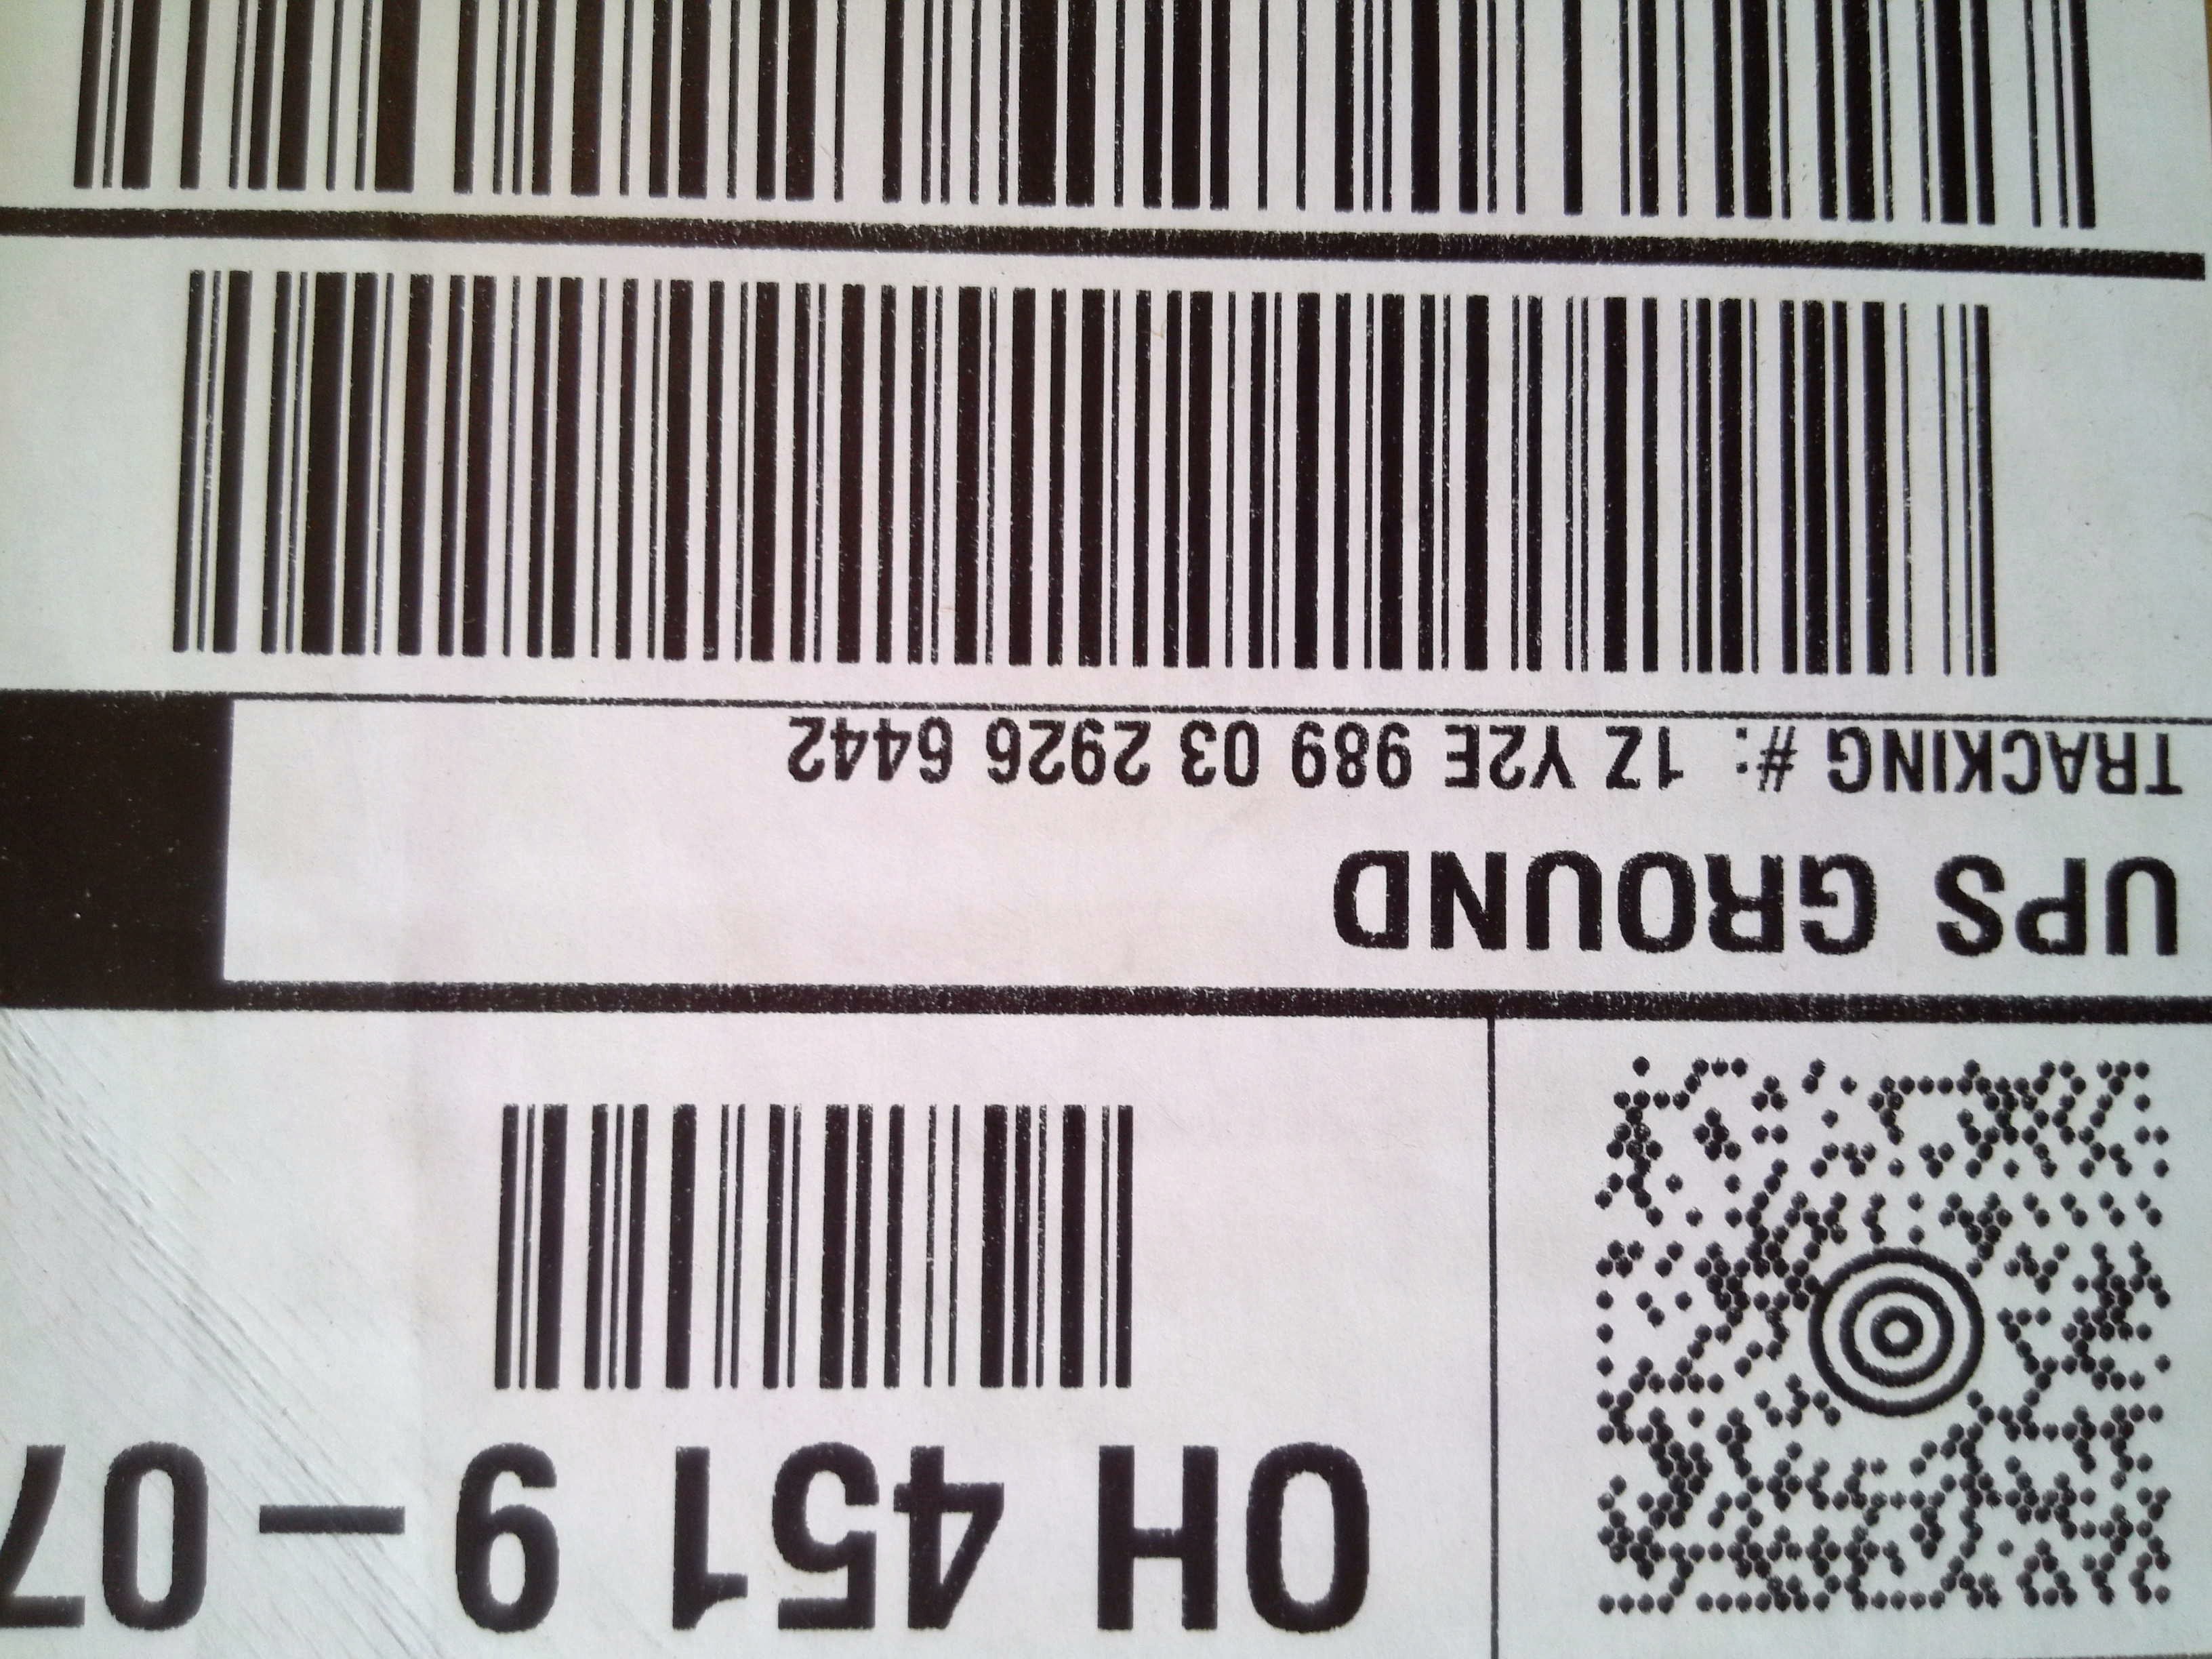 OH 451 9 – 07
UPS GROUND
TRACKING #: 1Z Y2E 989 03 2926 6442